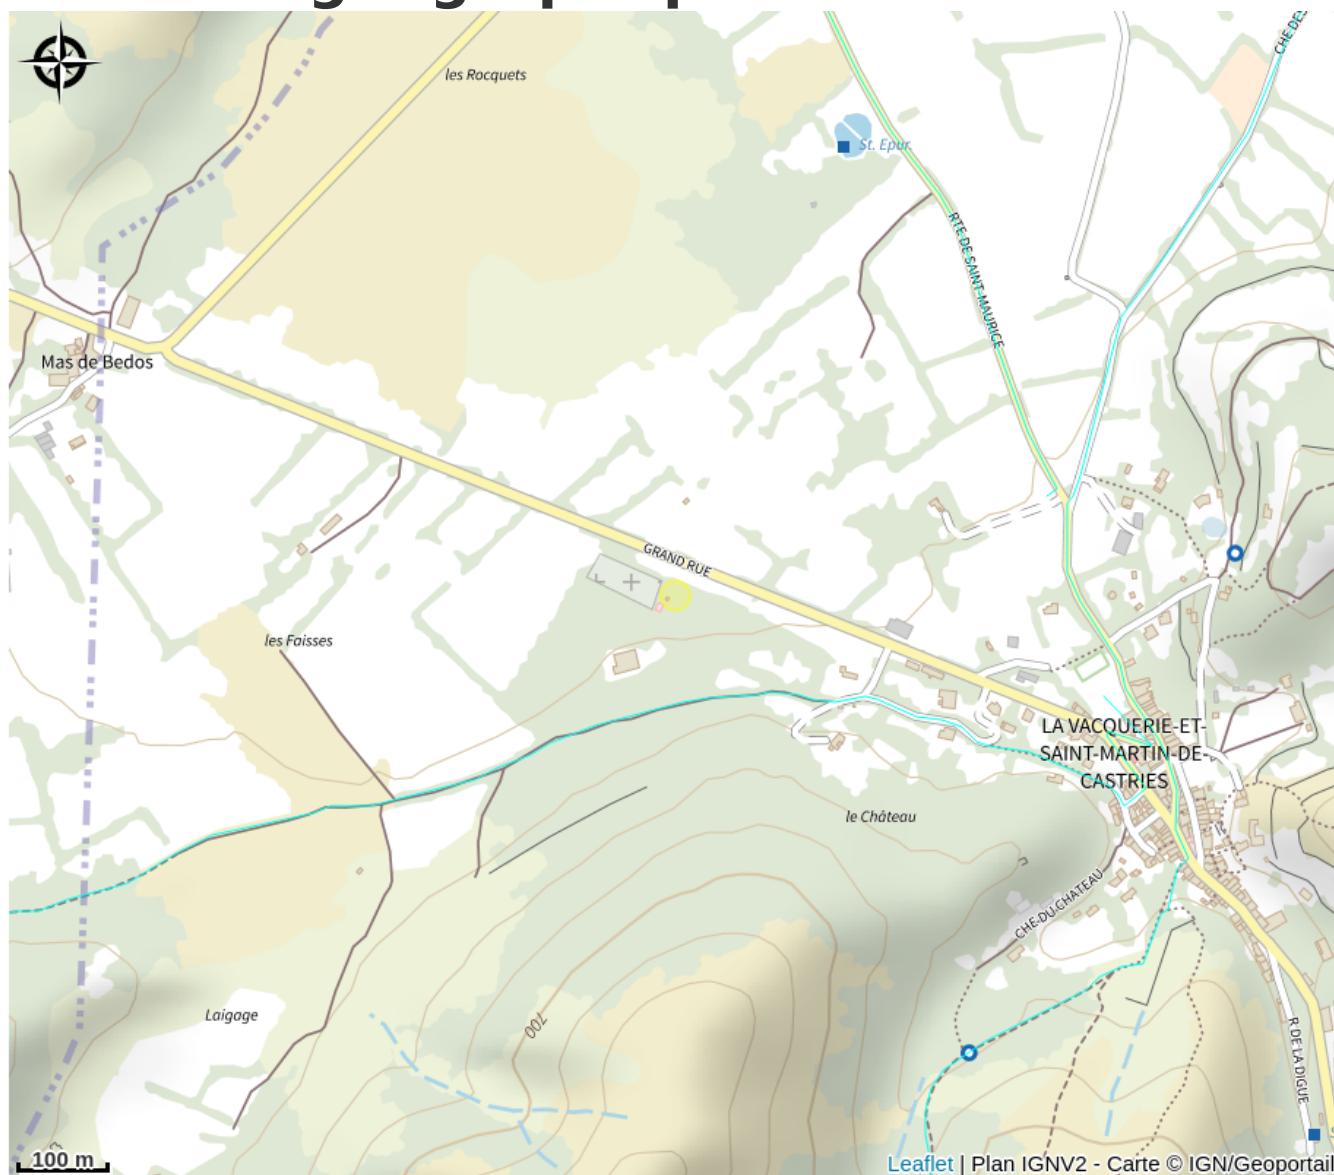 les Rocquets
CHE DES
St. Epur.
RTE DE SAINT-MAURICE
Mas de Bedos
GRAND RUE
les Faisses
LA VACQUERIE-ET-
SAINT-MARTIN-DE-
CASTRIES
le Château
CHE DU CHATEAU
Laigage
700
R DE LA DIGUE
100 m
Leaflet | Plan IGNV2 - Carte © IGN/Geoportail